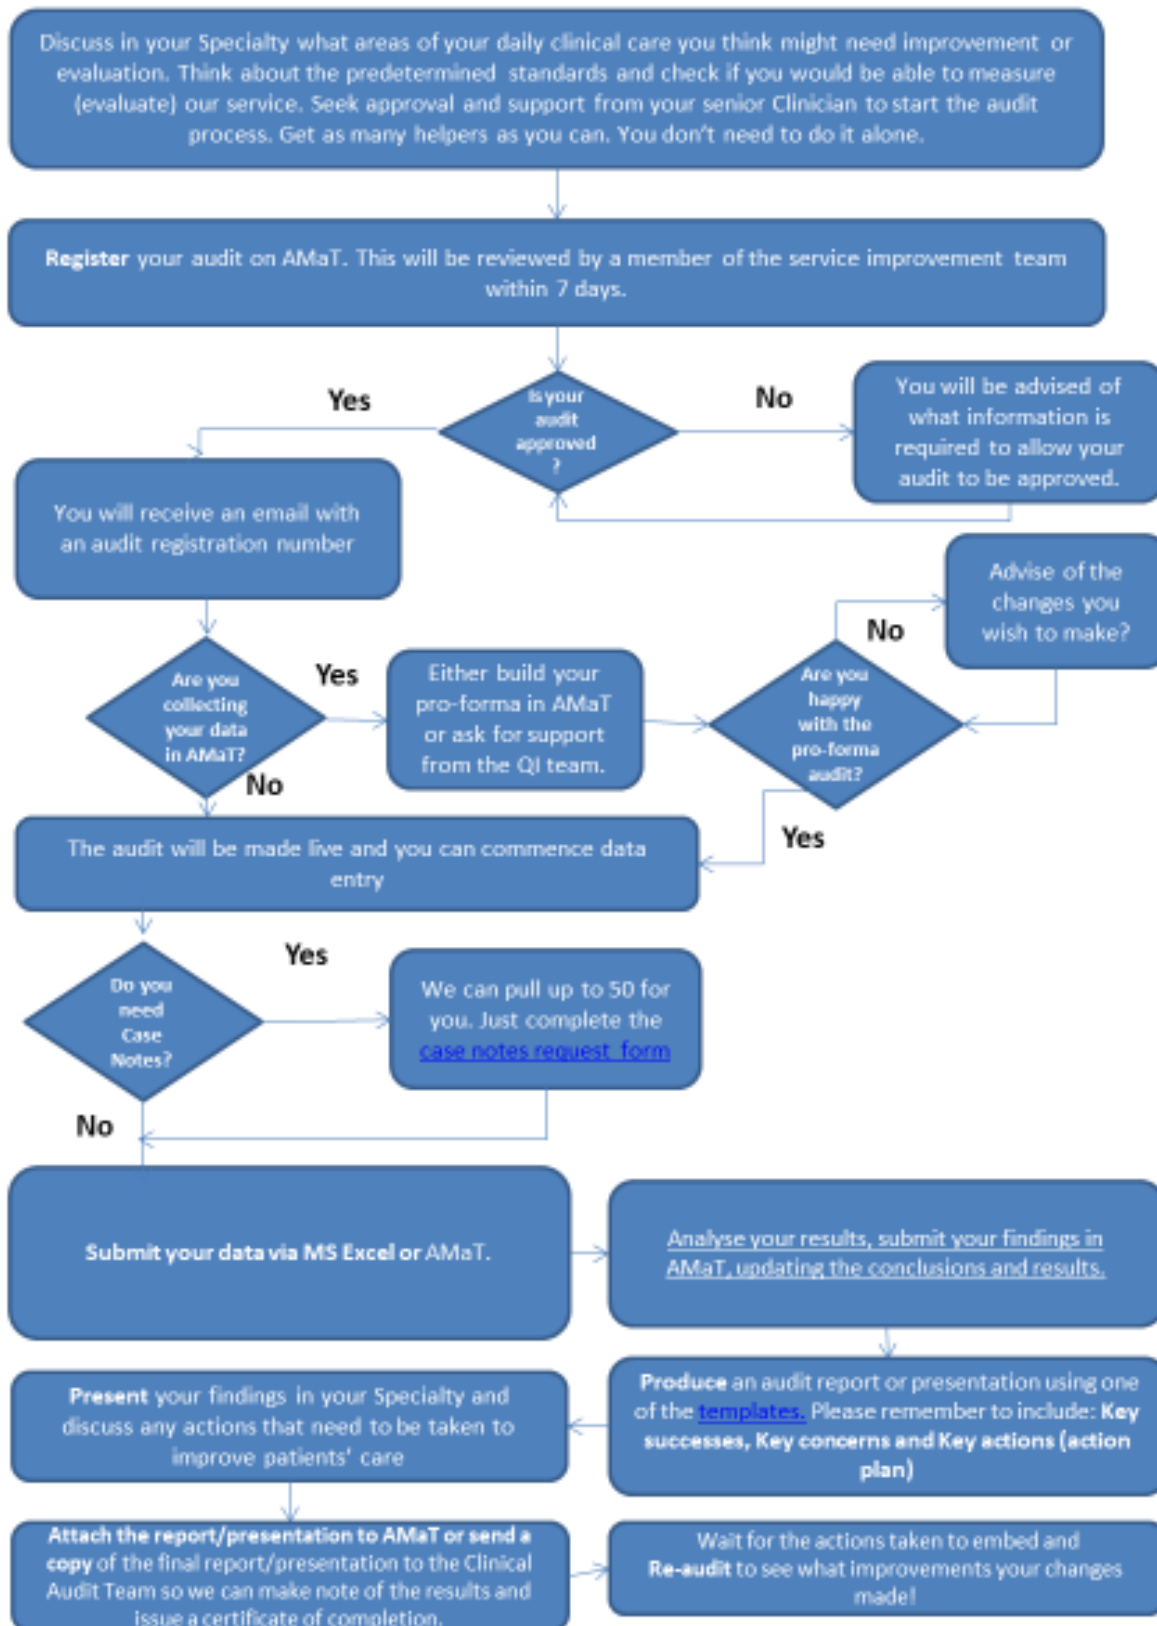 Discuss in your Specialty what areas of your daily clinical care you think might need improvement or
evaluation. Think about the predetermined standards and check if you would be able to measure
(evaluate) our service. Seek approval and support from your senior Clinician to start the audit
process. Get as many helpers as you can. You don't need to do it alone.
Register your audit on AMaT. This will be reviewed by a member of the service improvement team
within 7 days.
Is your
audit
approved
?
Yes
No
You will be advised of
what information is
required to allow your
audit to be approved.
You will receive an email with
an audit registration number
Are you
collecting
your data
in AMaT?
Yes
No
Either build your
pro-forma in AMaT
or ask for support
from the QI team.
Are you
happy
with the
pro-forma
audit?
No
Advise of the
changes you
wish to make?
Yes
The audit will be made live and you can commence data
entry
Do you
need
Case
Notes?
Yes
We can pull up to 50 for
you. Just complete the
case notes request form
No
Submit your data via MS Excel or AMaT.
Analyse your results, submit your findings in
AMaT, updating the conclusions and results.
Produce an audit report or presentation using one
of the templates. Please remember to include: Key
successes, Key concerns and Key actions (action
plan)
Present your findings in your Specialty and
discuss any actions that need to be taken to
improve patients' care
Attach the report/presentation to AMaT or send a
copy of the final report/presentation to the Clinical
Audit Team so we can make note of the results and
issue a certificate of completion.
Wait for the actions taken to embed and
Re-audit to see what improvements your changes
made!